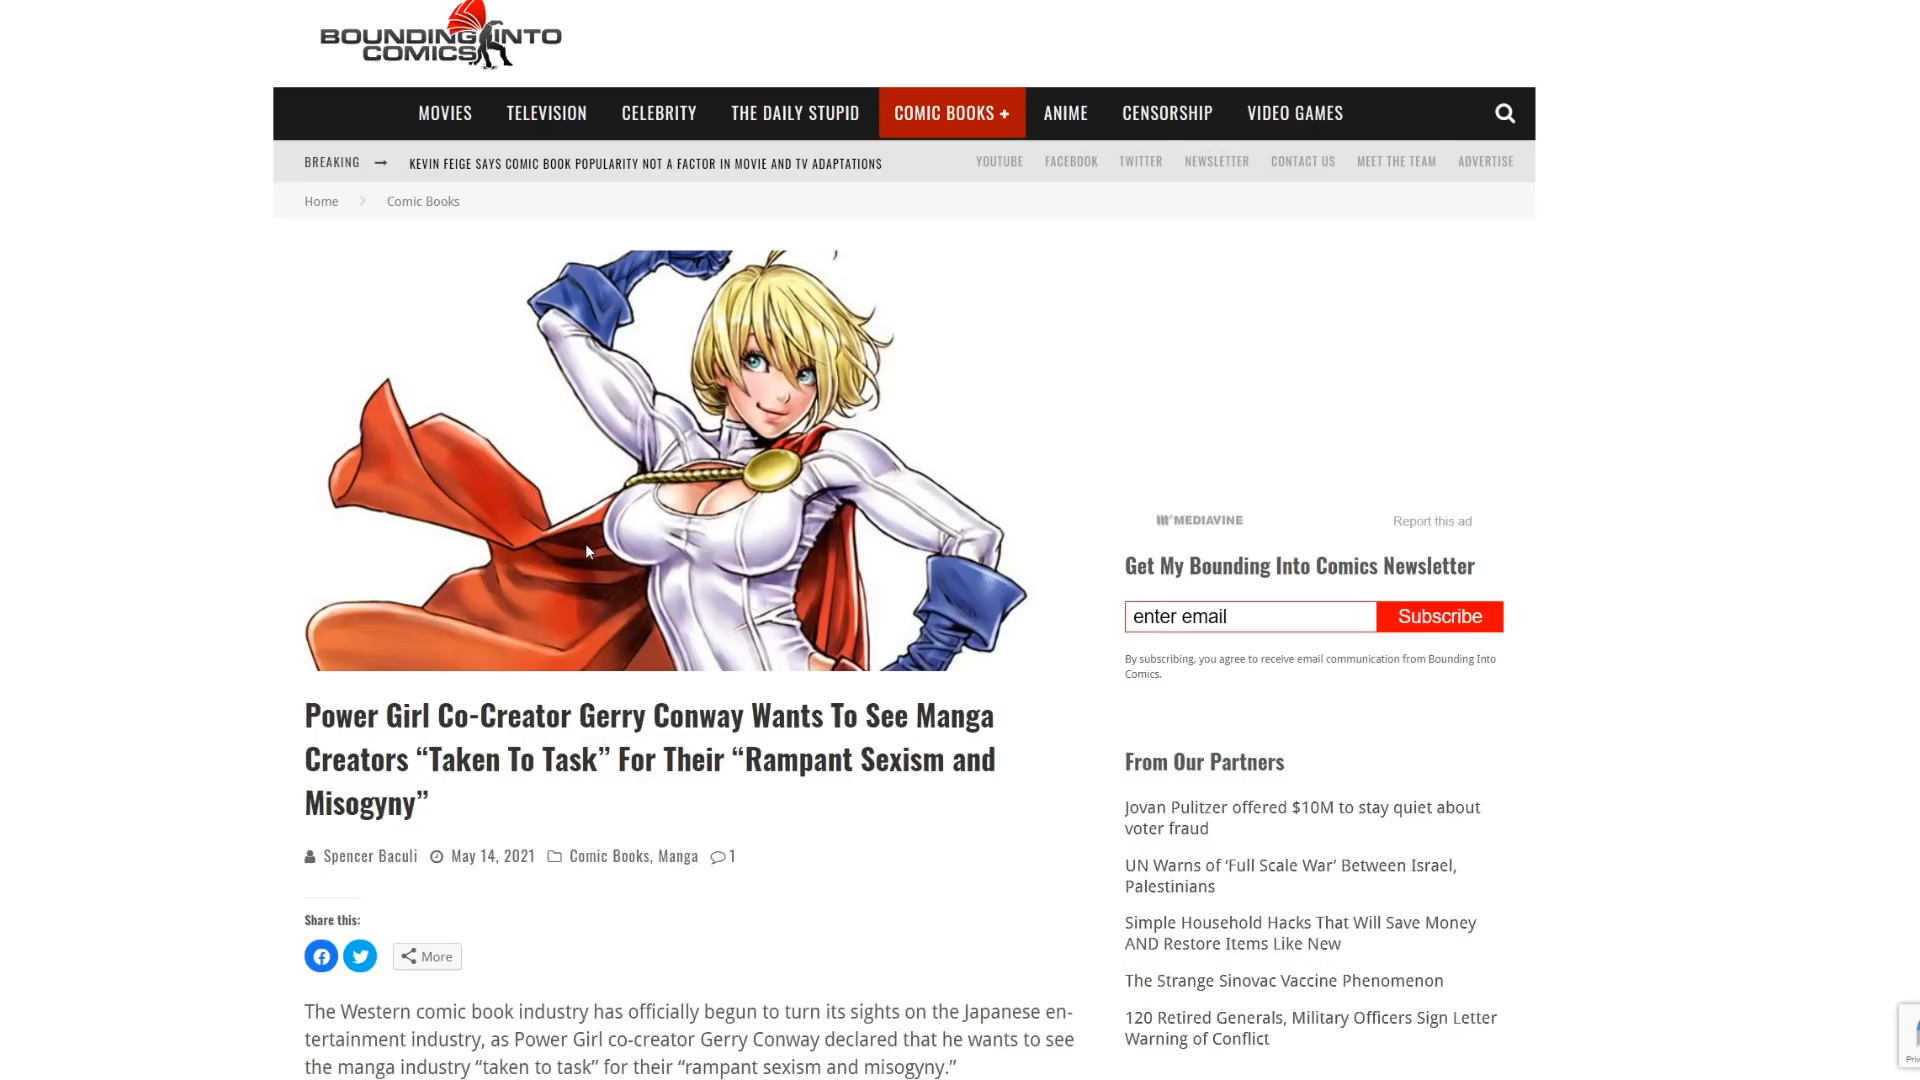 BOUNDING INTO
COMICS
MOVIES TELEVISION CELEBRITY THE DAILY STUPID COMIC BOOKS + ANIME CENSORSHIP VIDEO GAMES
BREAKING → KEVIN FEIGE SAYS COMIC BOOK POPULARITY NOT A FACTOR IN MOVIE AND TV ADAPTATIONS YOUTUBE FACEBOOK TWITTER NEWSLETTER CONTACT US MEET THE TEAM ADVERTISE
Home > Comic Books
MEDIAVINE Report this ad
Get My Bounding Into Comics Newsletter
enter email Subscribe
By subscribing, you agree to receive email communication from Bounding Into
Comics.
Power Girl Co-Creator Gerry Conway Wants To See Manga
Creators “Taken To Task” For Their “Rampant Sexism and
Misogyny”
Spencer Baculi May 14, 2021 Comic Books, Manga 1
Share this:
More
The Western comic book industry has officially begun to turn its sights on the Japanese en-
tertainment industry, as Power Girl co-creator Gerry Conway declared that he wants to see
the manga industry “taken to task” for their “rampant sexism and misogyny.”
From Our Partners
Jovan Pulitzer offered $10M to stay quiet about
voter fraud
UN Warns of ‘Full Scale War’ Between Israel,
Palestinians
Simple Household Hacks That Will Save Money
AND Restore Items Like New
The Strange Sinovac Vaccine Phenomenon
120 Retired Generals, Military Officers Sign Letter
Warning of Conflict